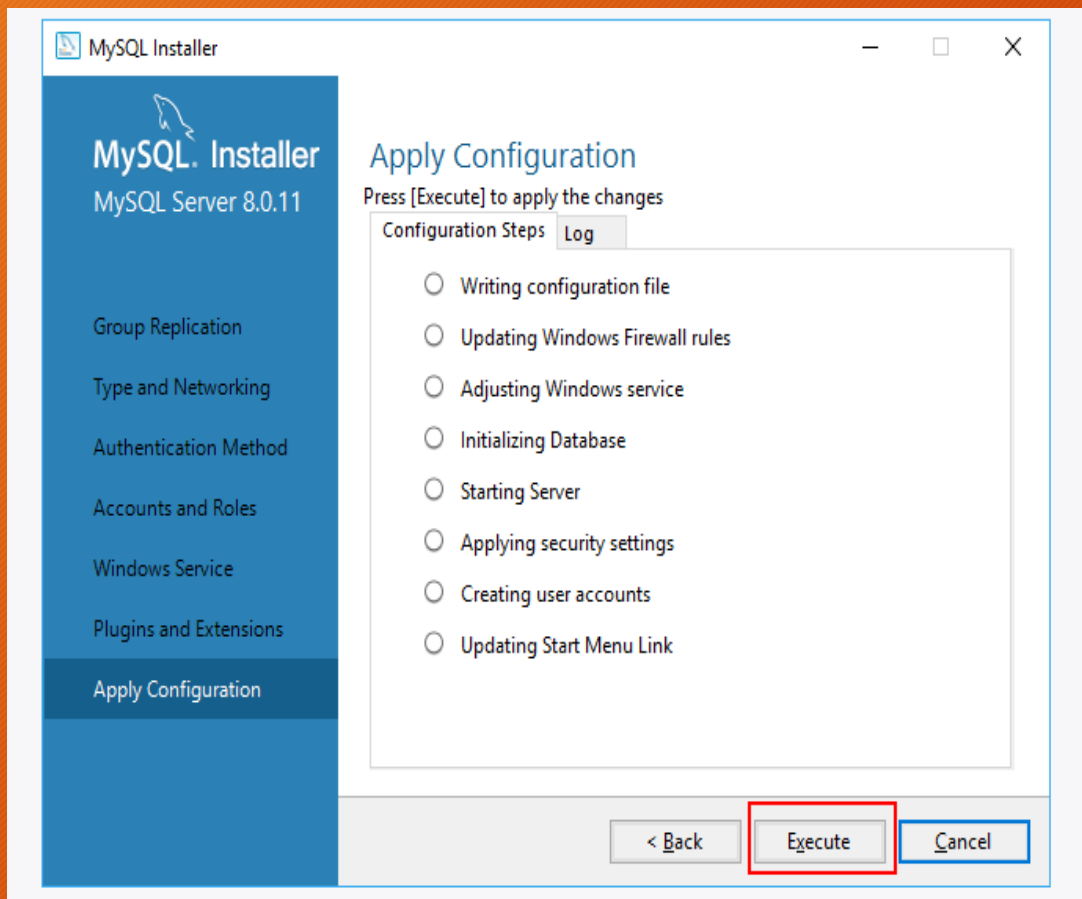 MySQL Installer
MySQL. Installer
MySQL Server 8.0.11
Group Replication
Type and Networking
Authentication Method
Accounts and Roles
Windows Service
Plugins and Extensions
Apply Configuration
Apply Configuration
Press [Execute] to apply the changes
Configuration Steps Log
Writing configuration file
Updating Windows Firewall rules
Adjusting Windows service
Initializing Database
Starting Server
Applying security settings
Creating user accounts
Updating Start Menu Link
< Back Execute Cancel